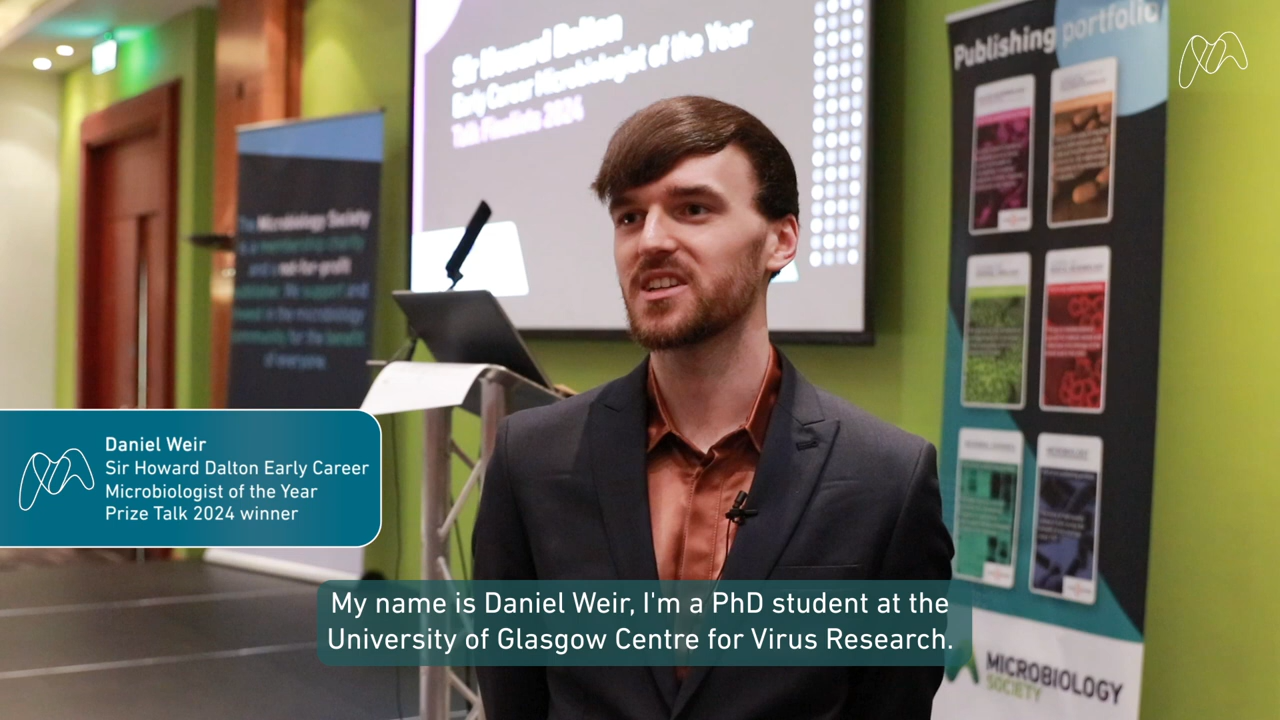 Sir Howard Dalton
Early Career Microbiologist of the Year
Talk Finalists 2024
Publishing portfolio
The Microbiology Society
is a membership charity
and a not-for-profit
publisher. We support and
invest in the microbiology
community for the benefit
of everyone.
Daniel Weir
Sir Howard Dalton Early Career
Microbiologist of the Year
Prize Talk 2024 winner
My name is Daniel Weir, I'm a PhD student at the
University of Glasgow Centre for Virus Research.
MICROBIOLOGY
SOCIETY